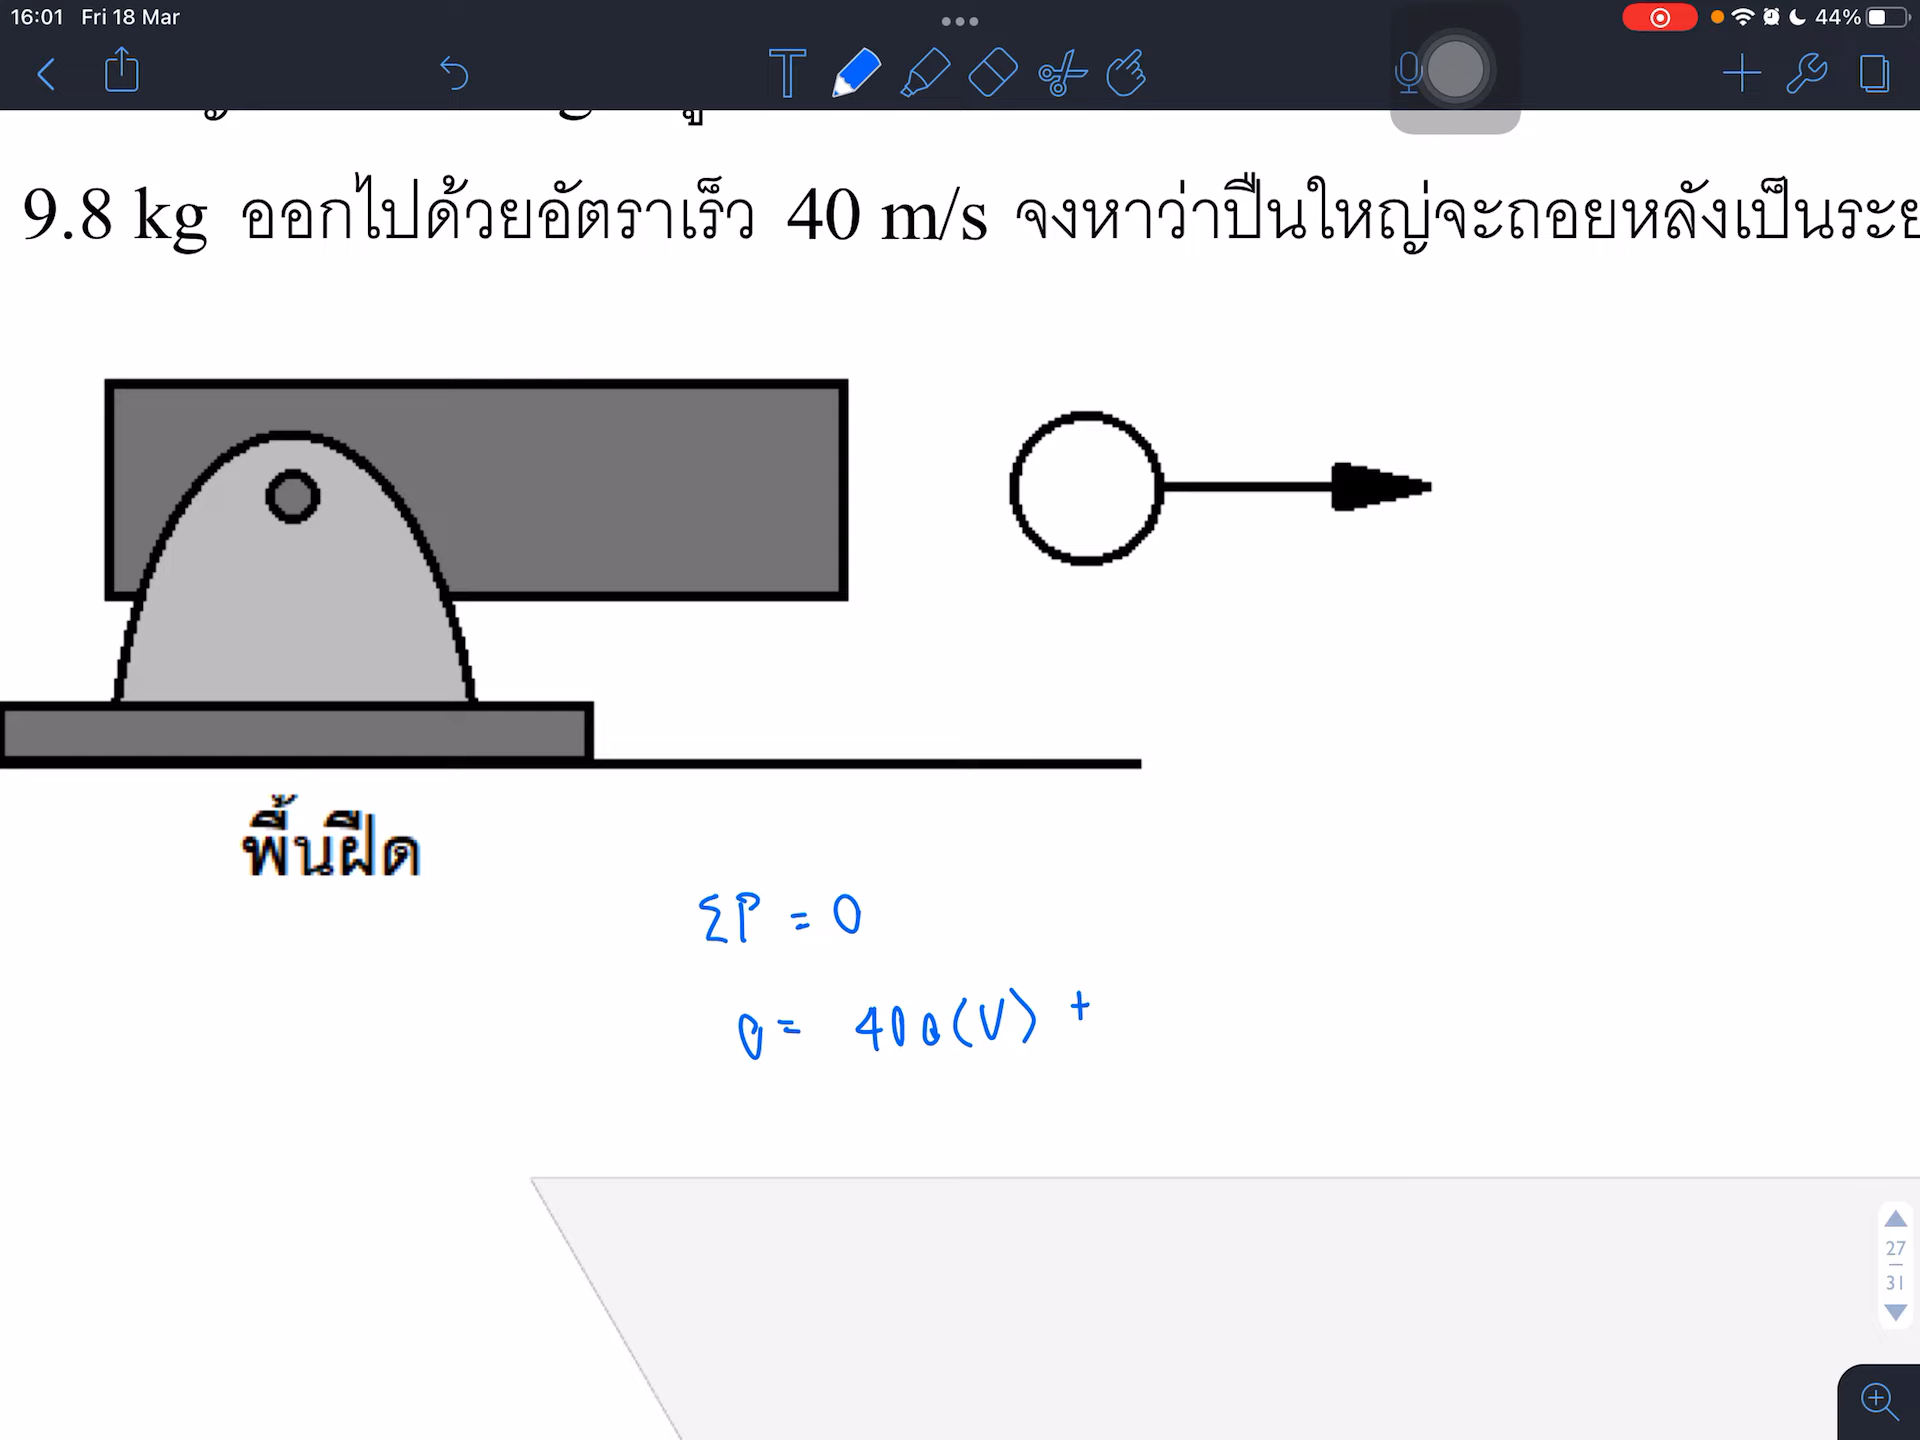 16:01 Fri 18 Mar
44%
9.8 kg ออกไปด้วยอัตราเร็ว 40 m/s จงหาว่าปืนใหญ่จะถอยหลังเป็นระย
พื้นฝืด
ΣP = 0
0 = 400(V) +
27
31